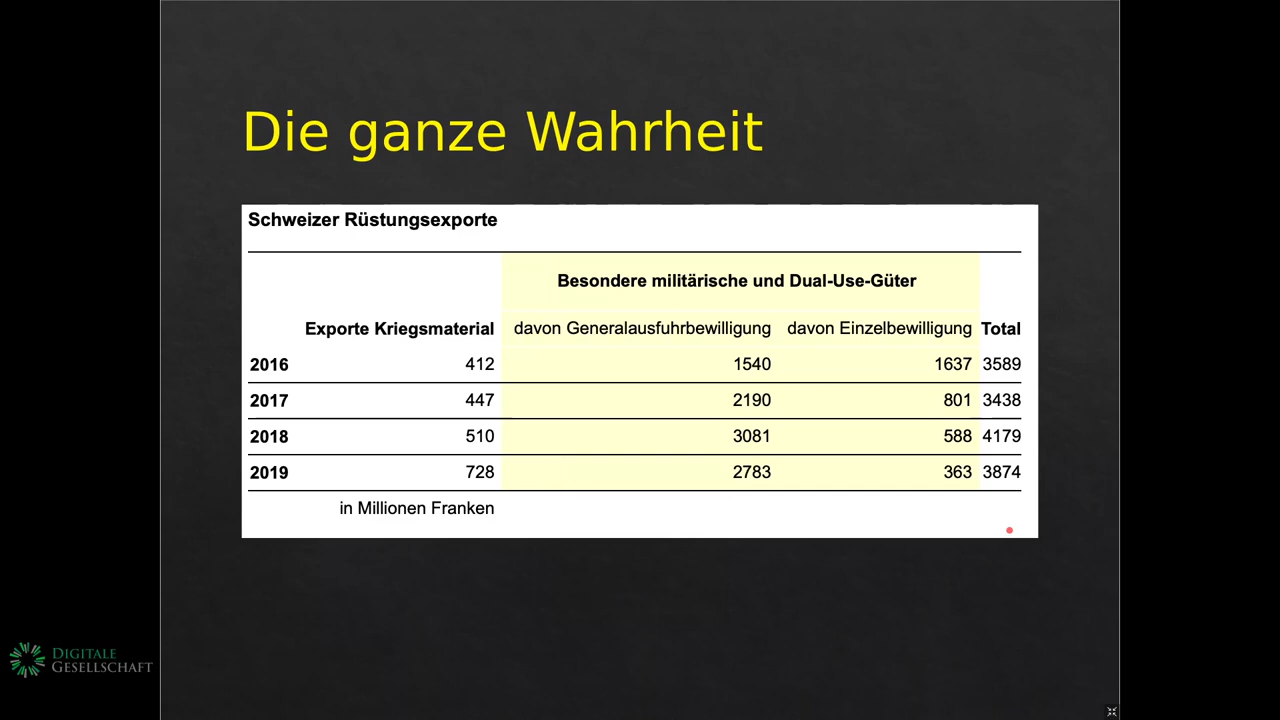 Die ganze Wahrheit
Schweizer Rüstungsexporte
Besondere militärische und Dual-Use-Güter
Exporte Kriegsmaterial davon Generalausfuhrbewilligung davon Einzelbewilligung Total
2016 412 1540 1637 3589
2017 447 2190 801 3438
2018 510 3081 588 4179
2019 728 2783 363 3874
in Millionen Franken
DIGITALE
GESELLSCHAFT